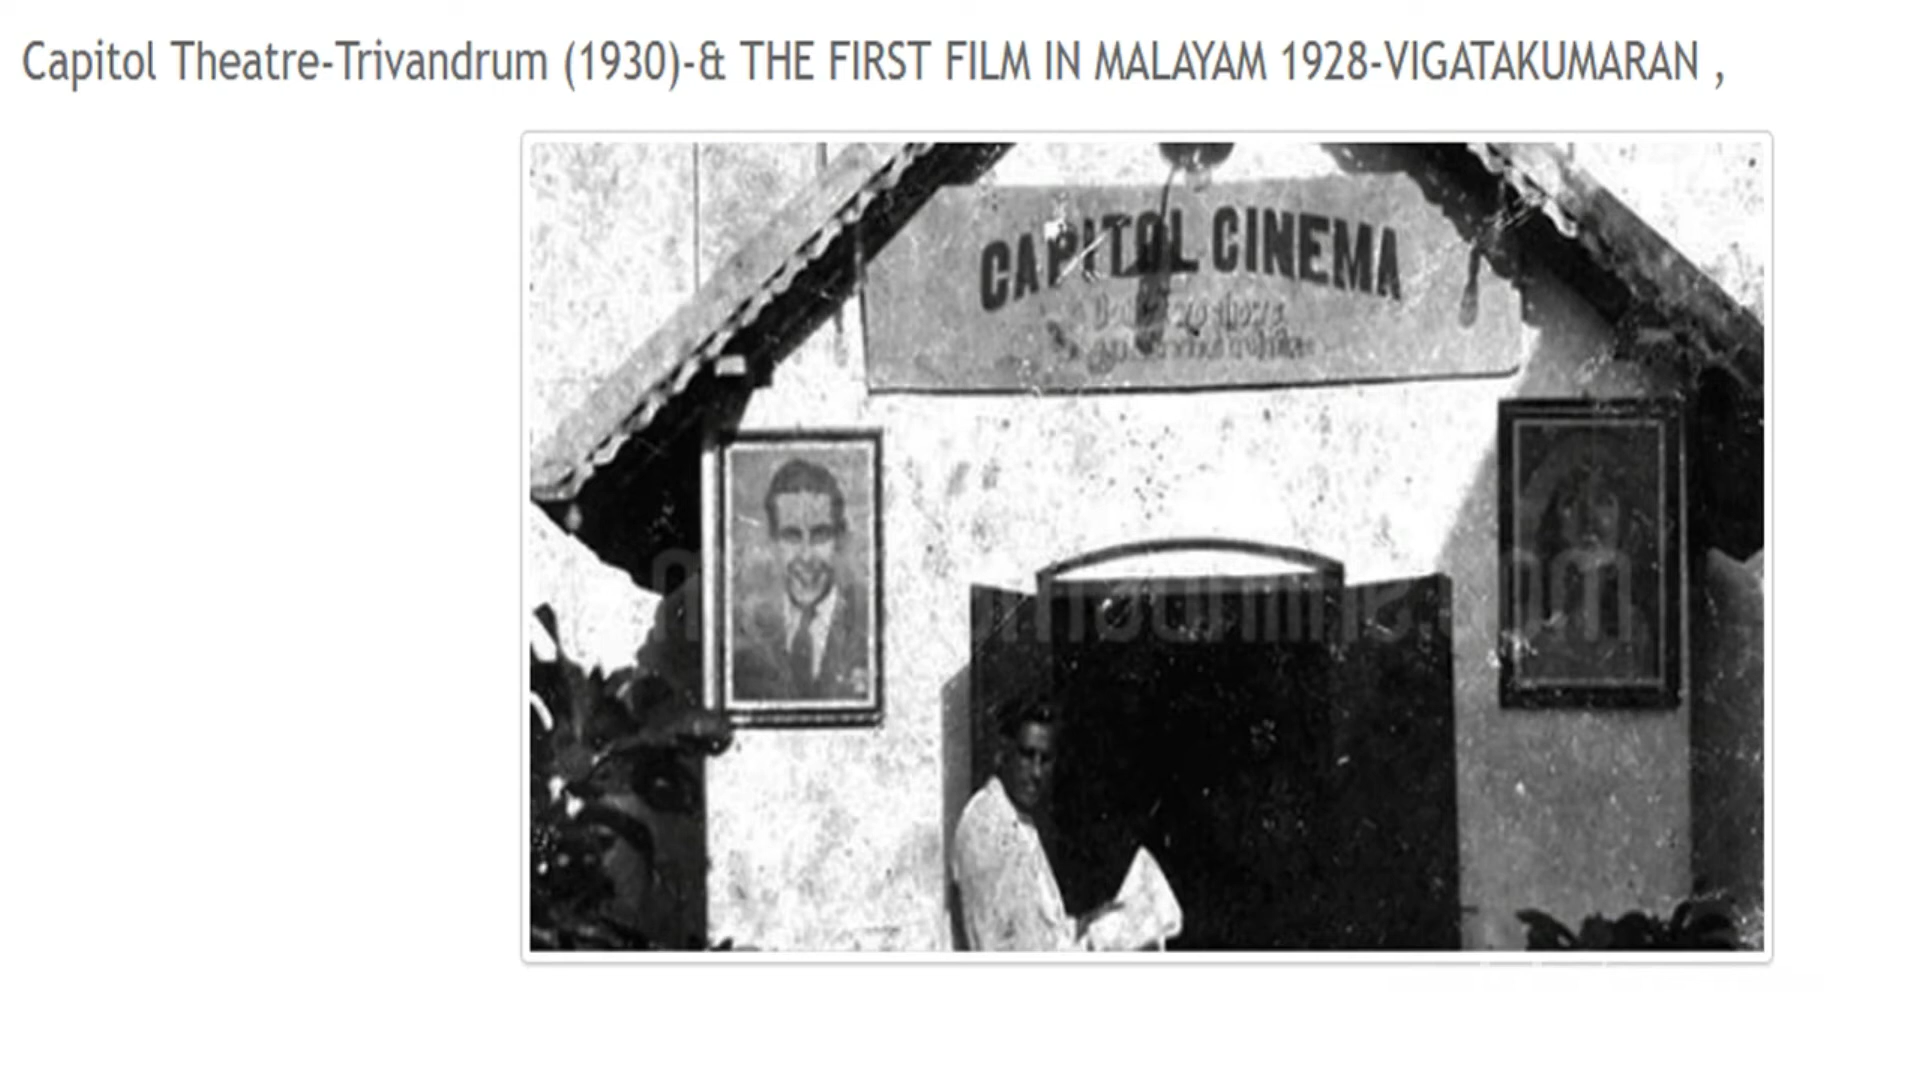 Capitol Theatre-Trivandrum (1930)-& THE FIRST FILM IN MALAYAM 1928-VIGATAKUMARAN ,
CAPITOL CINEMA